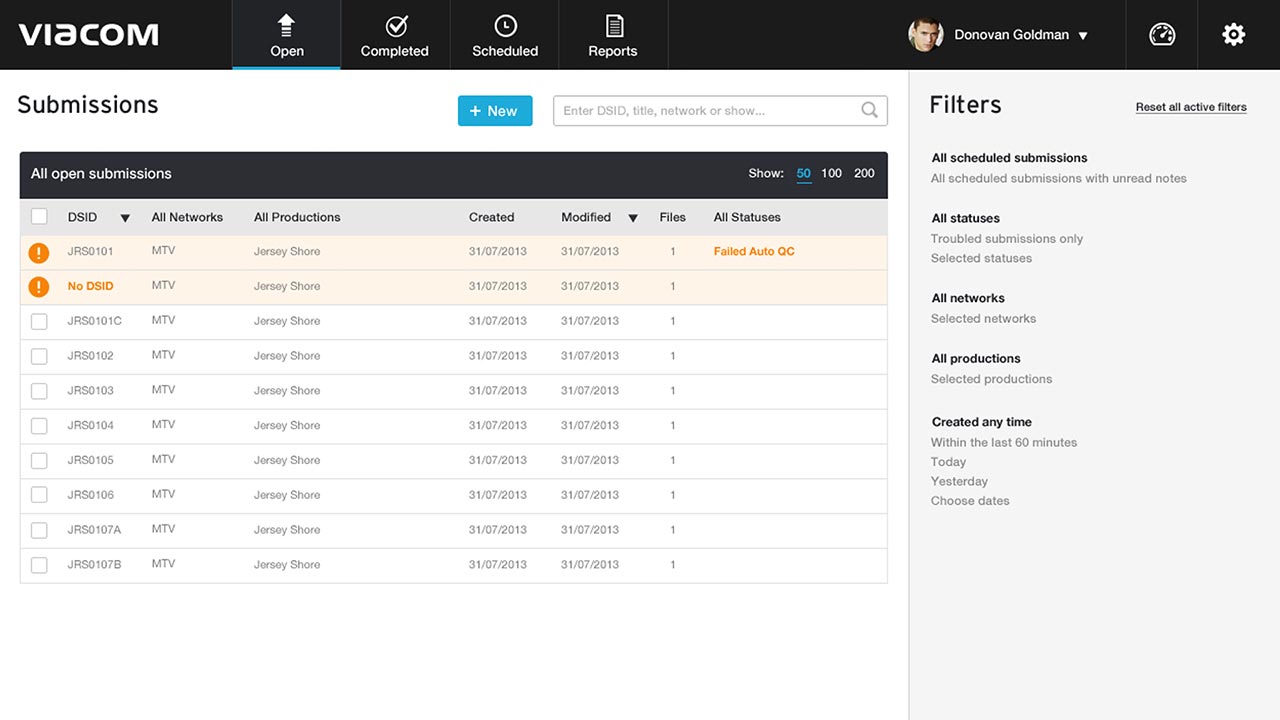 VIACOM
Open
Completed
Scheduled
Reports
Donovan Goldman ▼
Submissions
+ New
Enter DSID, title, network or show...
All open submissions
Show: 50 100 200
DSID ▼ All Networks All Productions Created Modified ▼ Files All Statuses
! JRS0101 MTV Jersey Shore 31/07/2013 31/07/2013 1 Failed Auto QC
! No DSID MTV Jersey Shore 31/07/2013 31/07/2013 1
JRS0101C MTV Jersey Shore 31/07/2013 31/07/2013 1
JRS0102 MTV Jersey Shore 31/07/2013 31/07/2013 1
JRS0103 MTV Jersey Shore 31/07/2013 31/07/2013 1
JRS0104 MTV Jersey Shore 31/07/2013 31/07/2013 1
JRS0105 MTV Jersey Shore 31/07/2013 31/07/2013 1
JRS0106 MTV Jersey Shore 31/07/2013 31/07/2013 1
JRS0107A MTV Jersey Shore 31/07/2013 31/07/2013 1
JRS0107B MTV Jersey Shore 31/07/2013 31/07/2013 1
Filters
Reset all active filters
All scheduled submissions
All scheduled submissions with unread notes
All statuses
Troubled submissions only
Selected statuses
All networks
Selected networks
All productions
Selected productions
Created any time
Within the last 60 minutes
Today
Yesterday
Choose dates